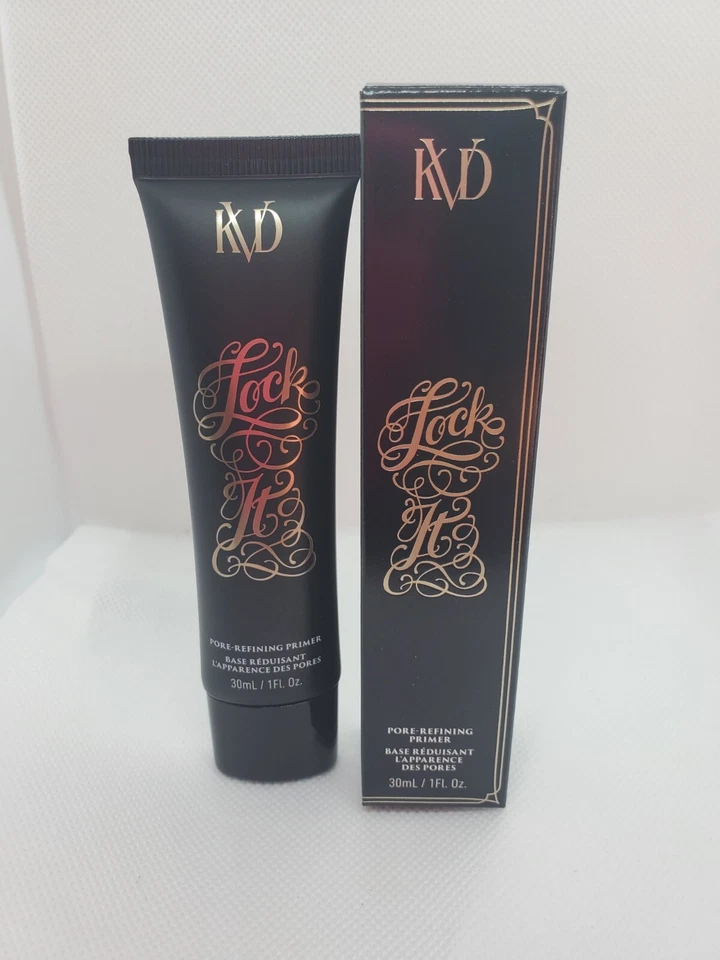 KVD
Lock
It
PORE-REFINING PRIMER
BASE RÉDUISANT
L'APPARENCE DES PORES
30mL / 1Fl. Oz.
KVD
Lock
It
PORE-REFINING
PRIMER
BASE RÉDUISANT
L'APPARENCE
DES PORES
30mL / 1Fl. Oz.